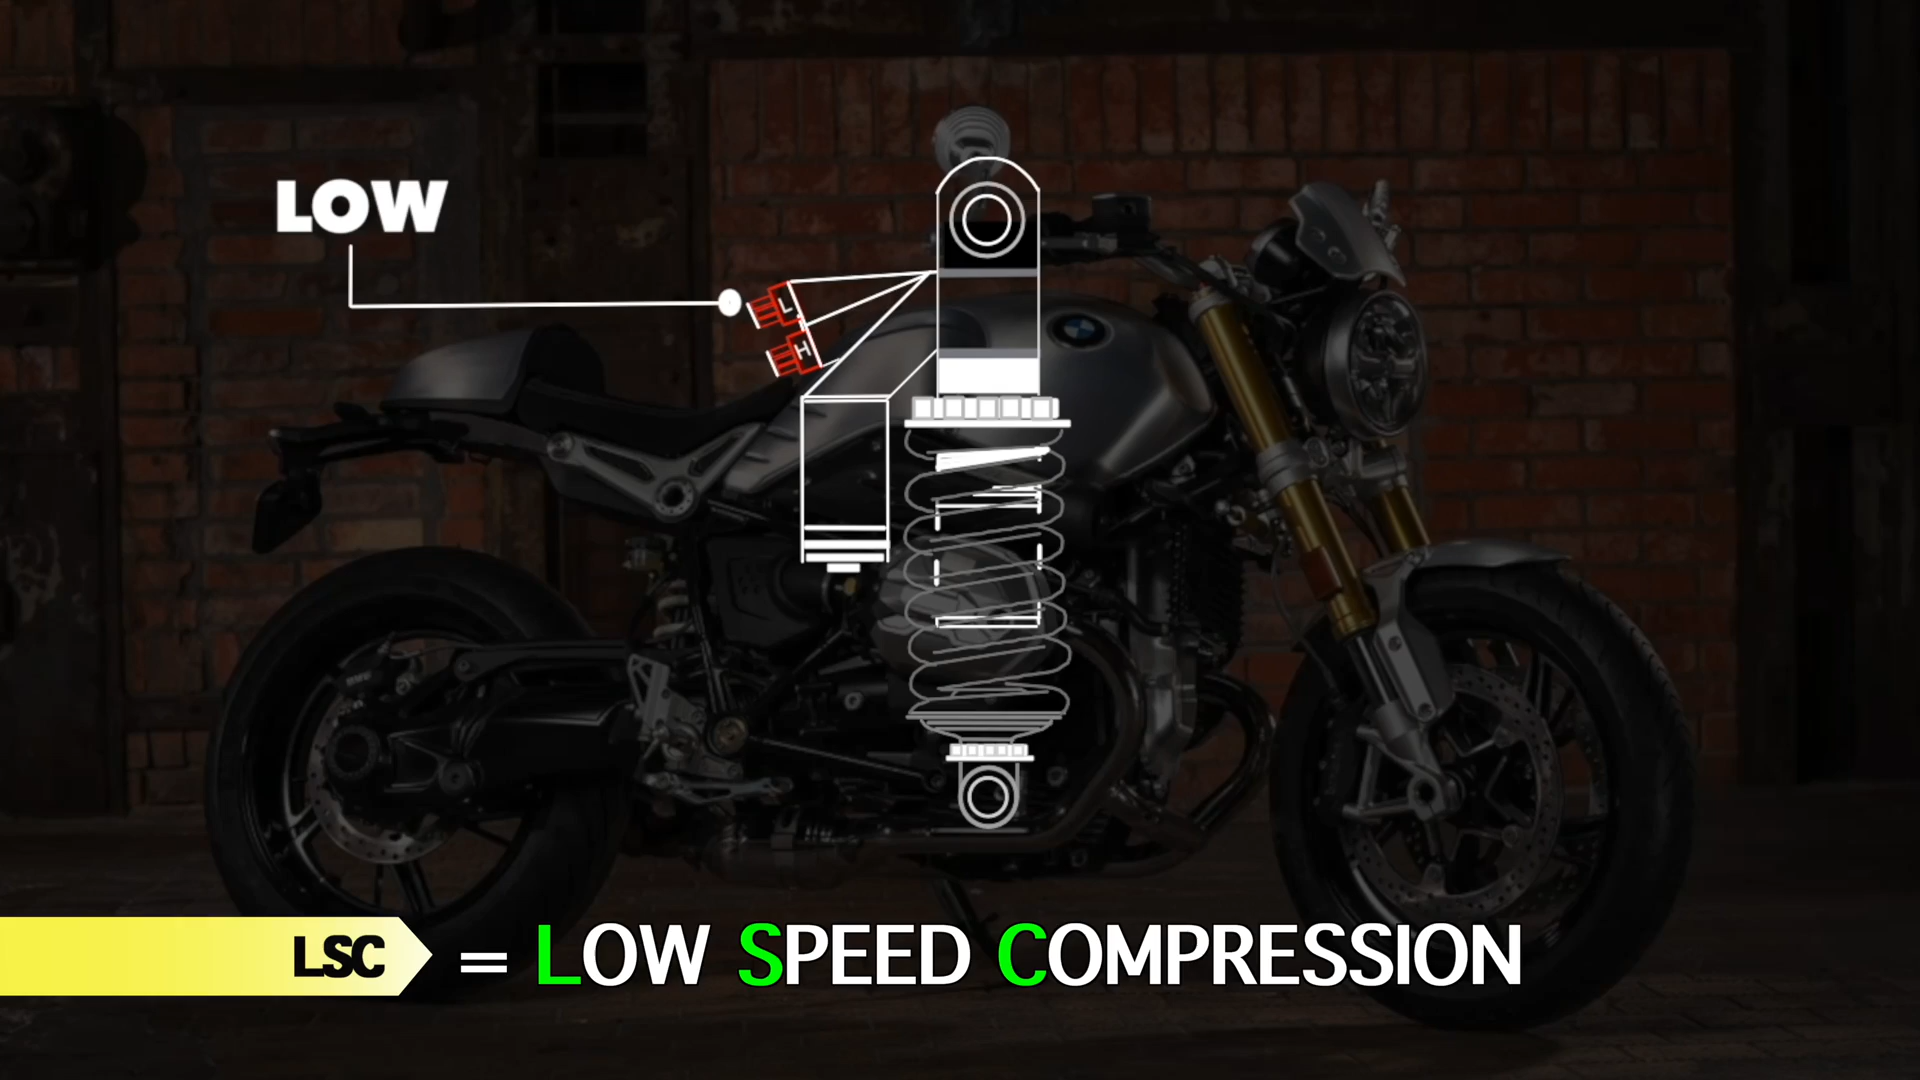 LOW
L
H
LSC = LOW SPEED COMPRESSION